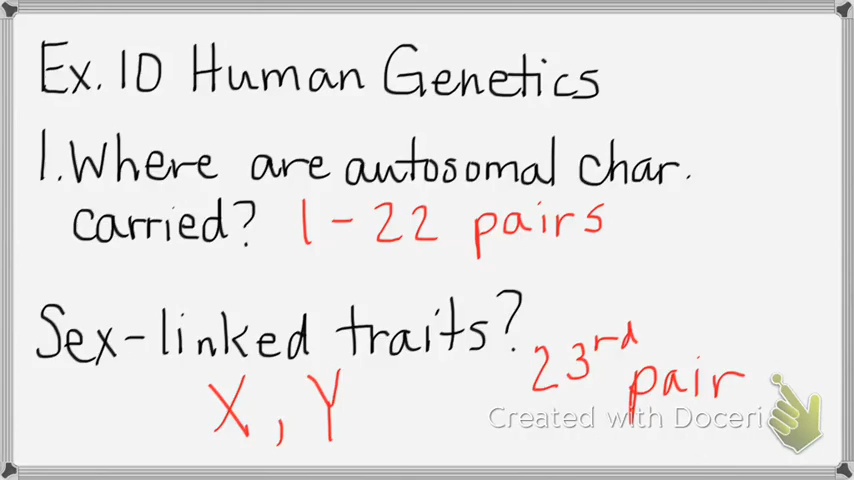 Ex. 10 Human Genetics
1. Where are autosomal char.
carried? 1-22 pairs
Sex-linked traits?
23rd
pair
X, Y
Created with Doceri